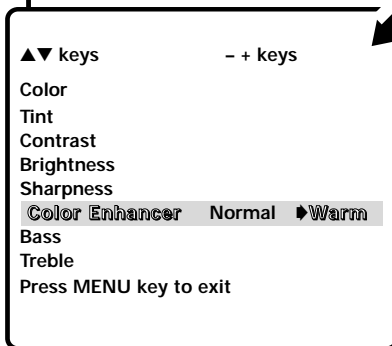 ▲▼ keys – + keys
Color
Tint
Contrast
Brightness
Sharpness
Color Enhancer Normal ➧Warm
Bass
Treble
Press MENU key to exit